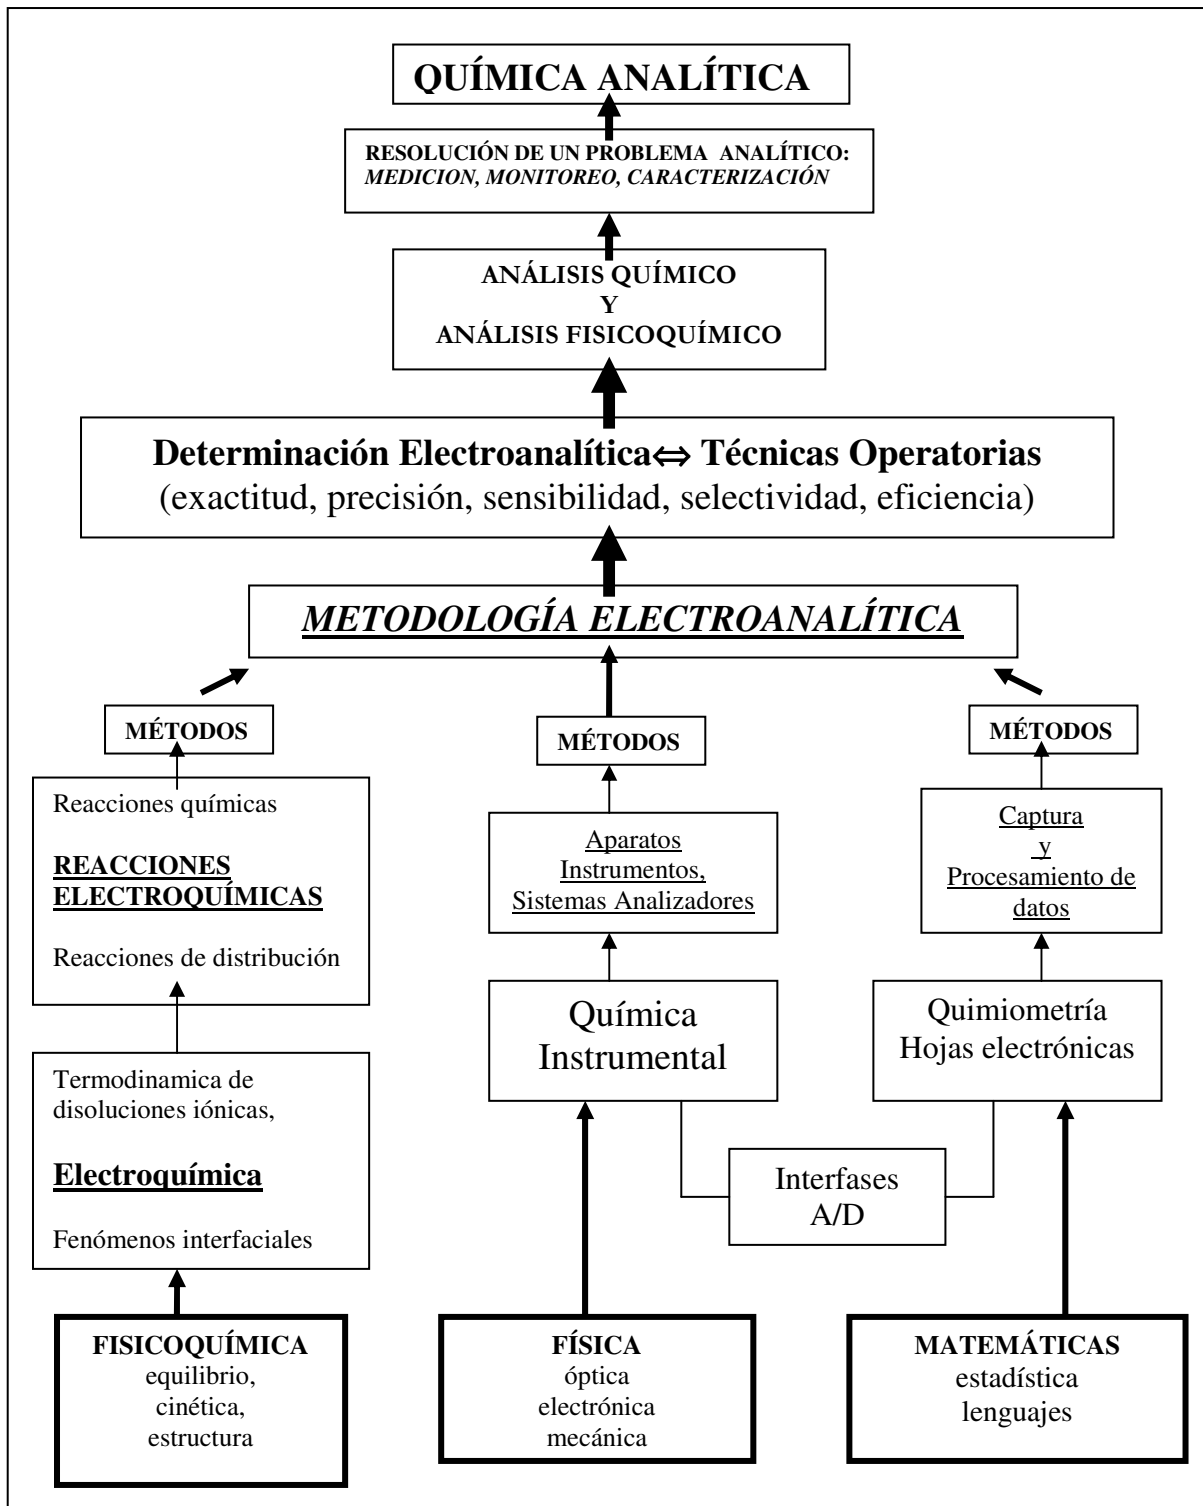 QUÍMICA ANALÍTICA
RESOLUCIÓN DE UN PROBLEMA ANALÍTICO:
MEDICION, MONITOREO, CARACTERIZACIÓN
ANÁLISIS QUÍMICO
Y
ANÁLISIS FISICOQUÍMICO
Determinación Electroanalítica⇔ Técnicas Operatorias
(exactitud, precisión, sensibilidad, selectividad, eficiencia)
METODOLOGÍA ELECTROANALÍTICA
MÉTODOS
Reacciones químicas
REACCIONES
ELECTROQUÍMICAS
Reacciones de distribución
Termodinamica de
disoluciones iónicas,
Electroquímica
Fenómenos interfaciales
FISICOQUÍMICA
equilibrio,
cinética,
estructura
MÉTODOS
Aparatos
Instrumentos,
Sistemas Analizadores
Química
Instrumental
Interfases
A/D
FÍSICA
óptica
electrónica
mecánica
MÉTODOS
Captura
y
Procesamiento de
datos
Quimiometría
Hojas electrónicas
MATEMÁTICAS
estadística
lenguajes